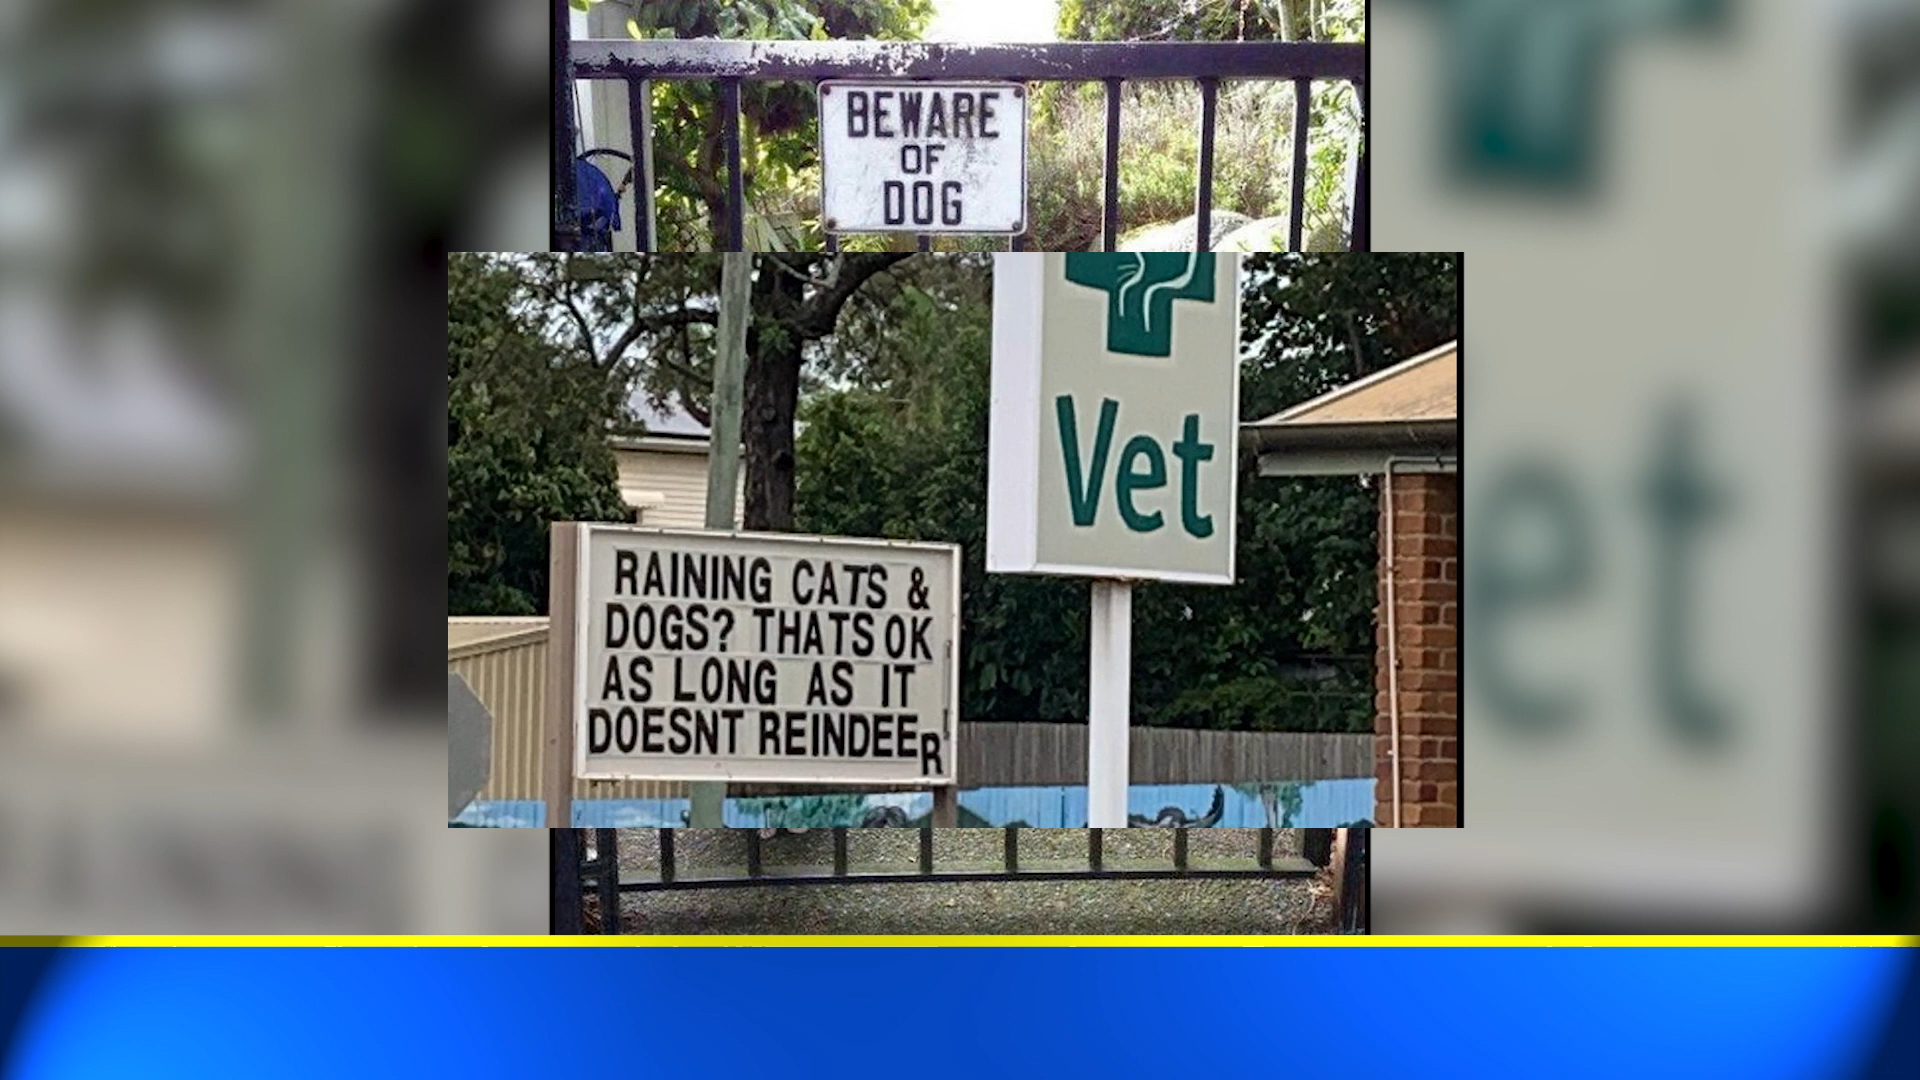 BEWARE
OF
DOG
Vet
RAINING CATS &
DOGS? THATS OK
AS LONG AS IT
DOESNT REINDEER